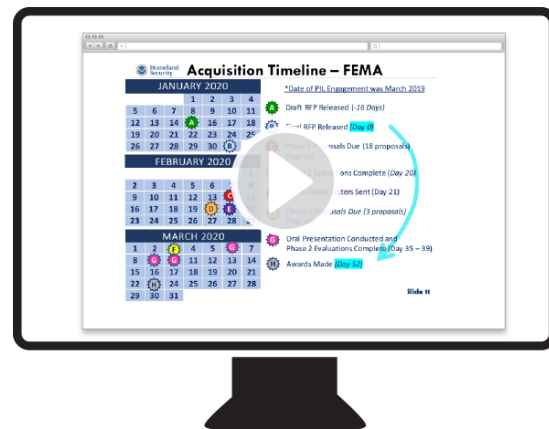 Homeland Security
Acquisition Timeline – FEMA
JANUARY 2020
1 2 3 4
5 6 7 8 9 10 11
12 13 14 A 16 17 18
19 20 21 22 23 24 25
26 27 28 29 30 B
FEBRUARY 2020
2 3 4 5 6
9 10 11 12 13
16 17 18 19 D E
23 24 25 26 27 28
MARCH 2020
1 2 F 4 5 G 7
8 G G 11 12 13 14
15 16 17 18 19 20 21
22 H 24 25 26 27 28
29 30 31
*Date of PIL Engagement was March 2019
A Draft RFP Released (-16 Days)
B Final RFP Released (Day 0)
Proposals Due (18 proposals)
Evaluations Complete (Day 20)
Sent (Day 21)
Due (3 proposals)
G Oral Presentation Conducted and
Phase 2 Evaluations Complete (Day 35 – 39)
H Awards Made (Day 52)
Slide 11